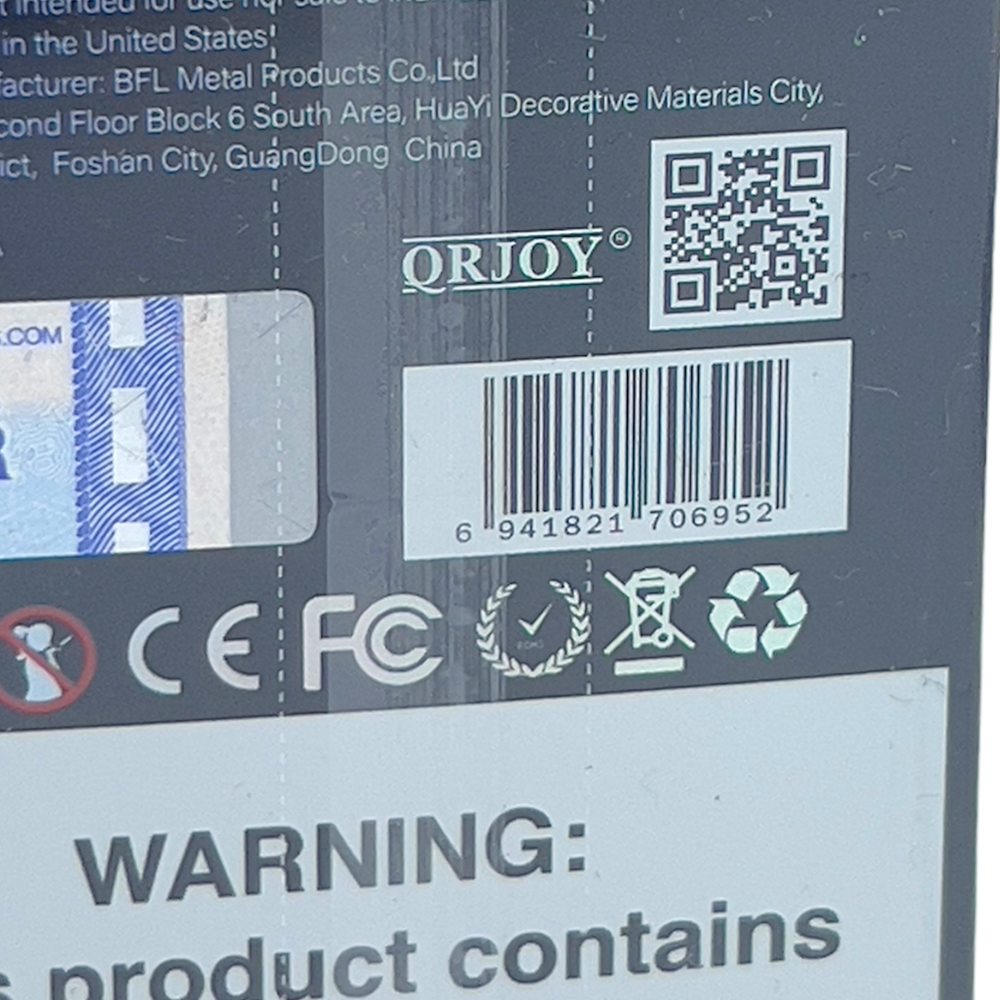 in the United States
facturer: BFL Metal Products Co.,Ltd
cond Floor Block 6 South Area, HuaYi Decorative Materials City,
ict, Foshan City, GuangDong China
QRJOY®
S.COM
R
6 941821 706952
CE FC
WARNING:
s product contains